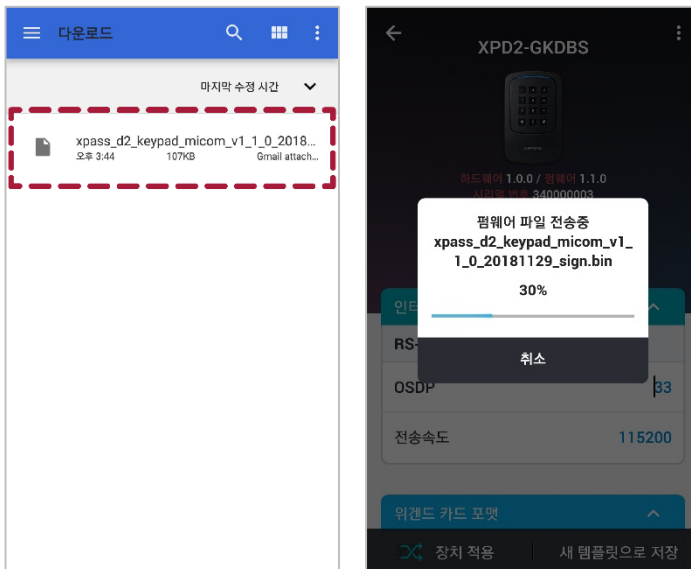 다운로드
마지막 수정 시간
xpass_d2_keypad_micom_v1_1_0_2018...
오후 3:44 107KB Gmail attach...
XPD2-GKDBS
하드웨어 1.0.0 / 펌웨어 1.1.0
시리얼 번호 340000003
펌웨어 파일 전송중
xpass_d2_keypad_micom_v1_
1_0_20181129_sign.bin
30%
취소
RS-
OSDP 33
전송속도 115200
위겐드 카드 포맷
장치 적용 새 템플릿으로 저장